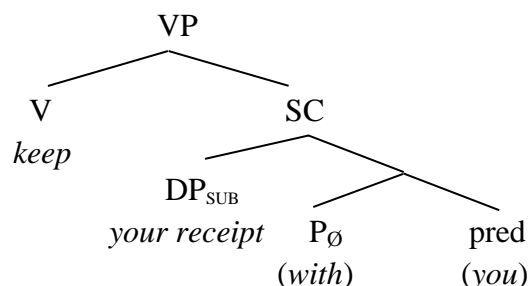 VP
V SC
keep
DPSUB
your receipt PØ pred
(with) (you)